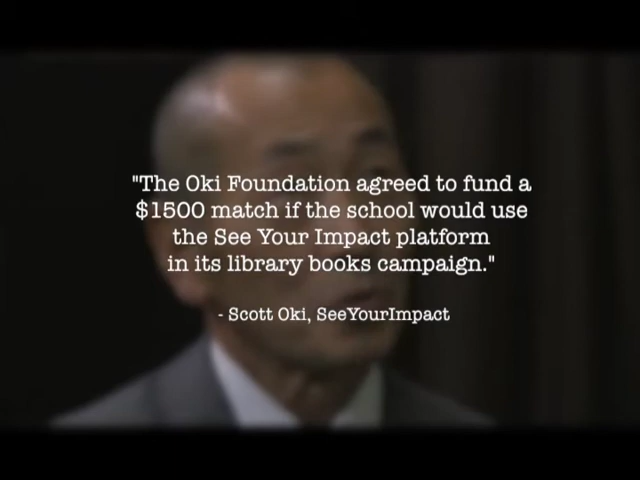 "The Oki Foundation agreed to fund a
$1500 match if the school would use
the See Your Impact platform
in its library books campaign."
- Scott Oki, SeeYourImpact